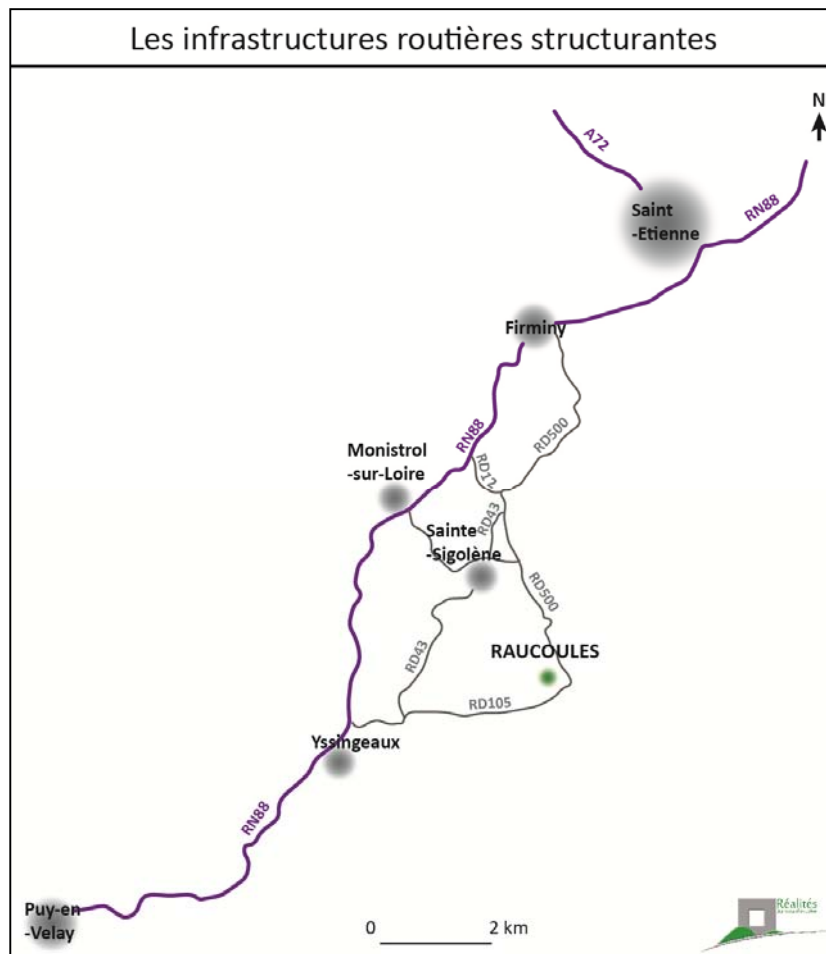 Les infrastructures routières structurantes
N
A72
Saint
-Etienne
RN88
Firminy
RN88
RD500
Monistrol
-sur-Loire
RD12
RD43
Sainte
-Sigolène
RD500
RD43
RAUCOULES
RD105
Yssingeaux
RN88
Puy-en
-Velay
0 2 km
Réalités